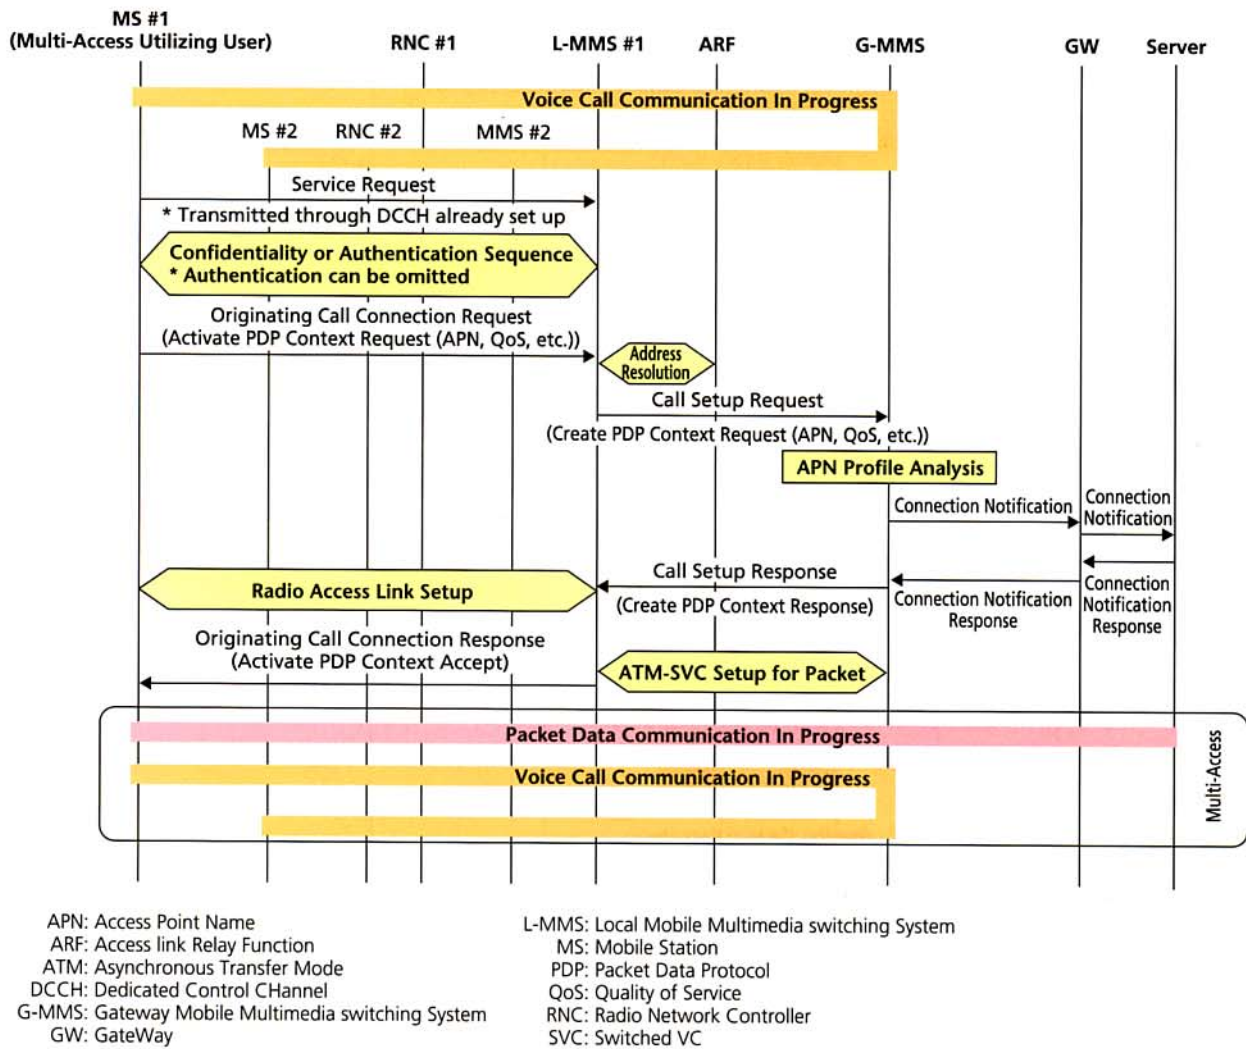 MS #1
(Multi-Access Utilizing User)
RNC #1
L-MMS #1
ARF
G-MMS
GW
Server
Voice Call Communication In Progress
MS #2
RNC #2
MMS #2
Service Request
* Transmitted through DCCH already set up
Confidentiality or Authentication Sequence
* Authentication can be omitted
Originating Call Connection Request
(Activate PDP Context Request (APN, QoS, etc.))
Address
Resolution
Call Setup Request
(Create PDP Context Request (APN, QoS, etc.))
APN Profile Analysis
Connection Notification
Connection
Notification
Call Setup Response
(Create PDP Context Response)
Connection Notification
Response
Connection
Notification
Response
Radio Access Link Setup
Originating Call Connection Response
(Activate PDP Context Accept)
ATM-SVC Setup for Packet
Packet Data Communication In Progress
Voice Call Communication In Progress
Multi-Access
APN: Access Point Name
ARF: Access link Relay Function
ATM: Asynchronous Transfer Mode
DCCH: Dedicated Control CHannel
G-MMS: Gateway Mobile Multimedia switching System
GW: GateWay
L-MMS: Local Mobile Multimedia switching System
MS: Mobile Station
PDP: Packet Data Protocol
QoS: Quality of Service
RNC: Radio Network Controller
SVC: Switched VC